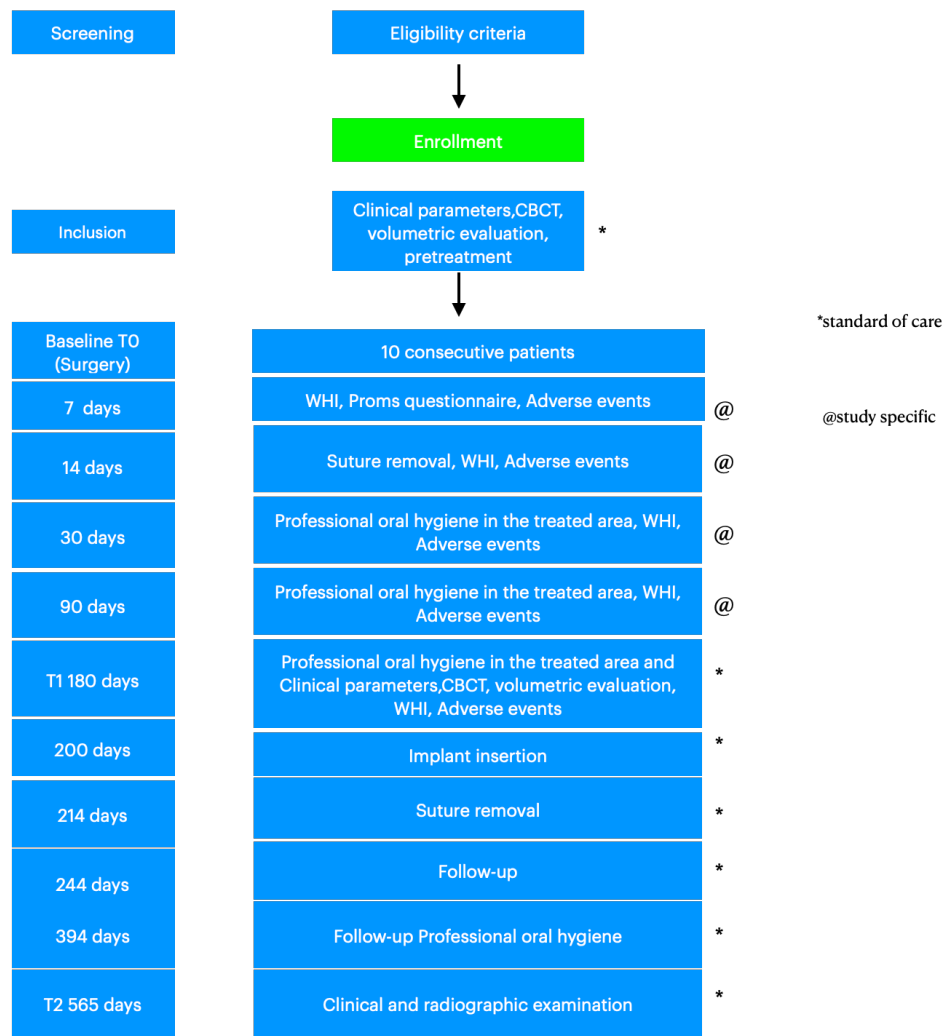 Screening
Eligibility criteria
Enrollment
Inclusion
Clinical parameters,CBCT,
volumetric evaluation,
pretreatment
*
Baseline T0
(Surgery)
10 consecutive patients
*standard of care
7 days
WHI, Proms questionnaire, Adverse events
@
@study specific
14 days
Suture removal, WHI, Adverse events
@
30 days
Professional oral hygiene in the treated area, WHI,
Adverse events
@
90 days
Professional oral hygiene in the treated area, WHI,
Adverse events
@
T1 180 days
Professional oral hygiene in the treated area and
Clinical parameters,CBCT, volumetric evaluation,
WHI, Adverse events
*
200 days
Implant insertion
*
214 days
Suture removal
*
244 days
Follow-up
*
394 days
Follow-up Professional oral hygiene
*
T2 565 days
Clinical and radiographic examination
*